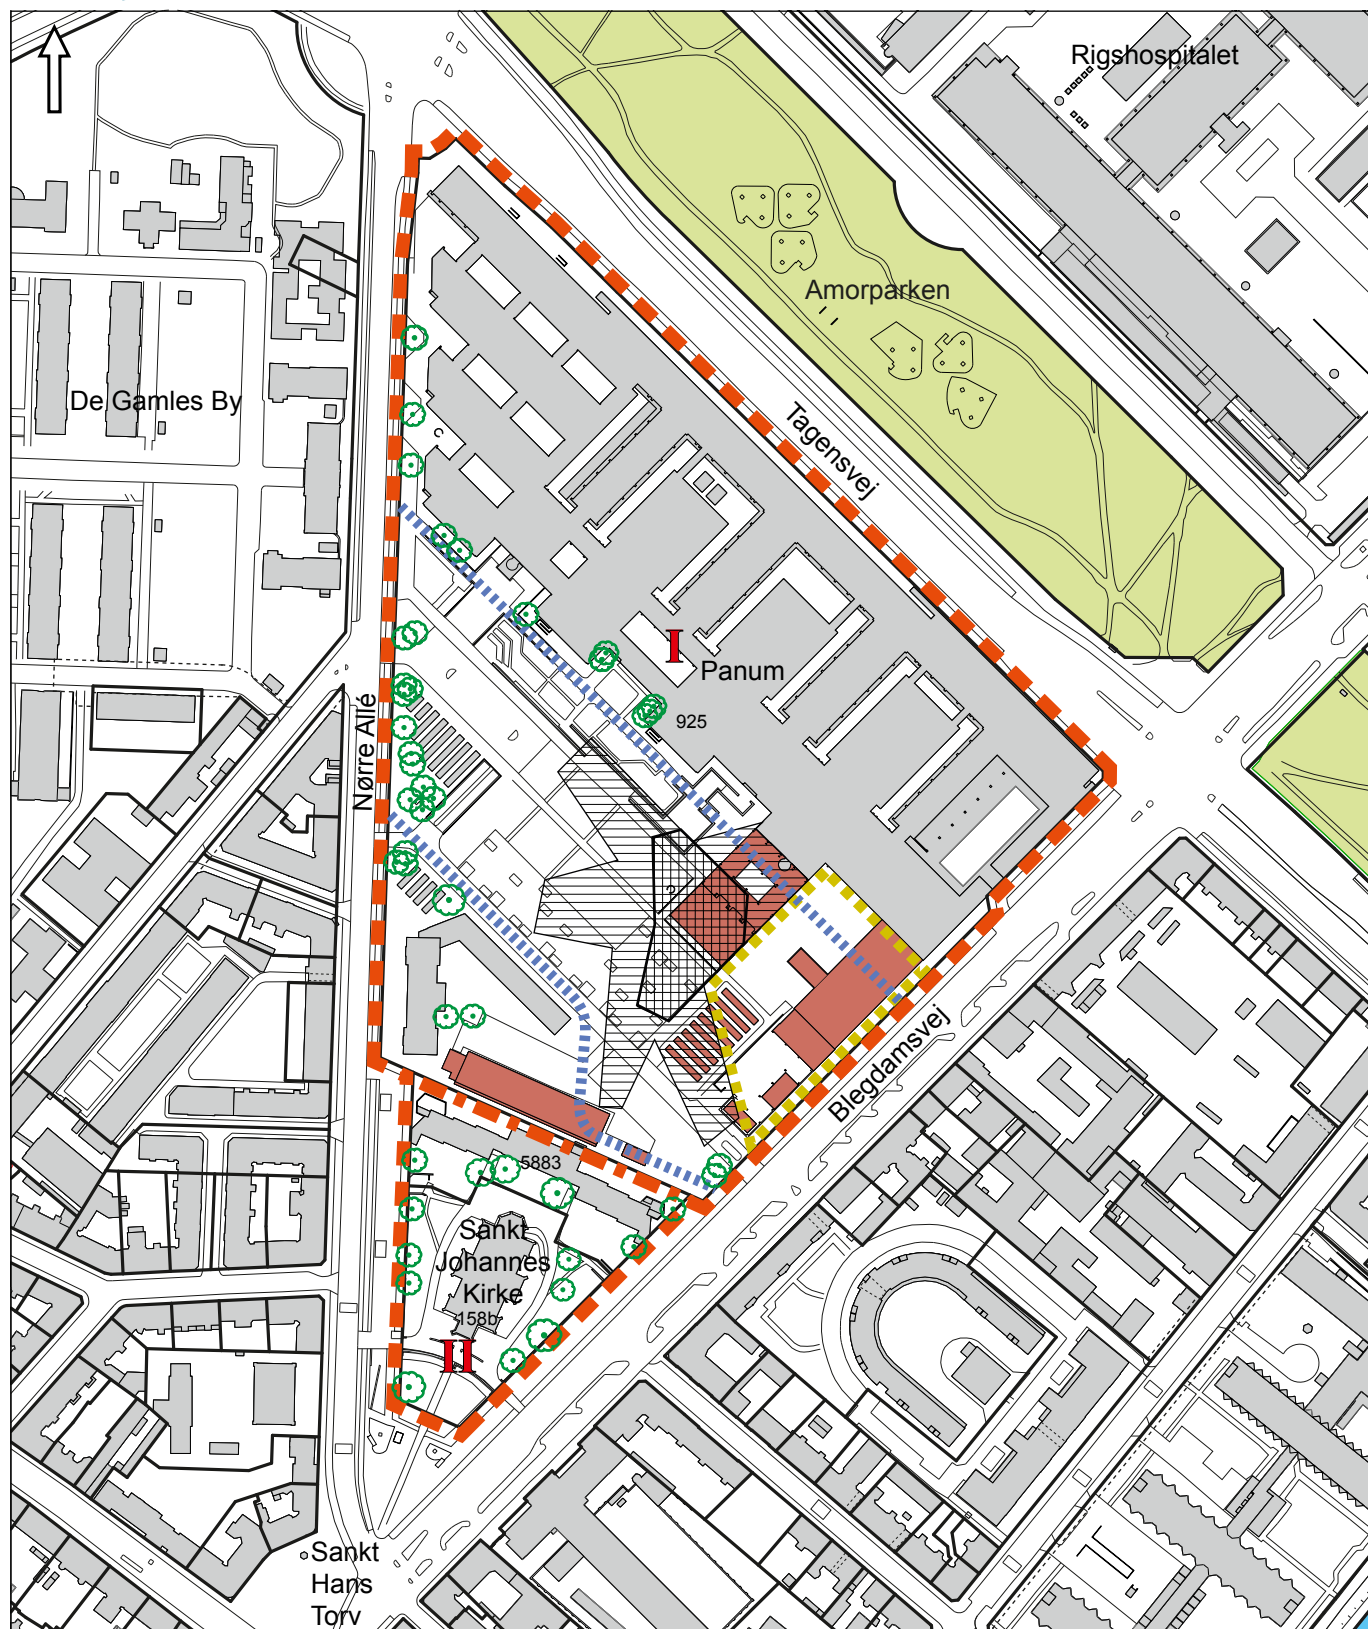 Rigshospitalet
Amorparken
De Gamles By
Tagensvej
I
Panum
925
Nørre Allé
Blegdamsvej
5883
Sankt
Johannes
Kirke
158b
II
Sankt
Hans
Torv